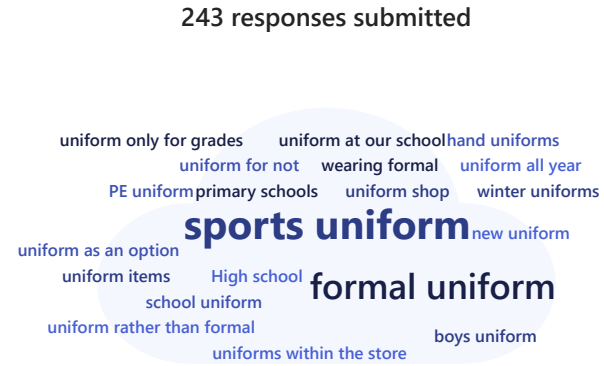 243 responses submitted
uniform only for grades
uniform at our school
hand uniforms
uniform for not
wearing formal
uniform all year
PE uniform
primary schools
uniform shop
winter uniforms
sports uniform
new uniform
uniform as an option
uniform items
High school
formal uniform
school uniform
uniform rather than formal
boys uniform
uniforms within the store